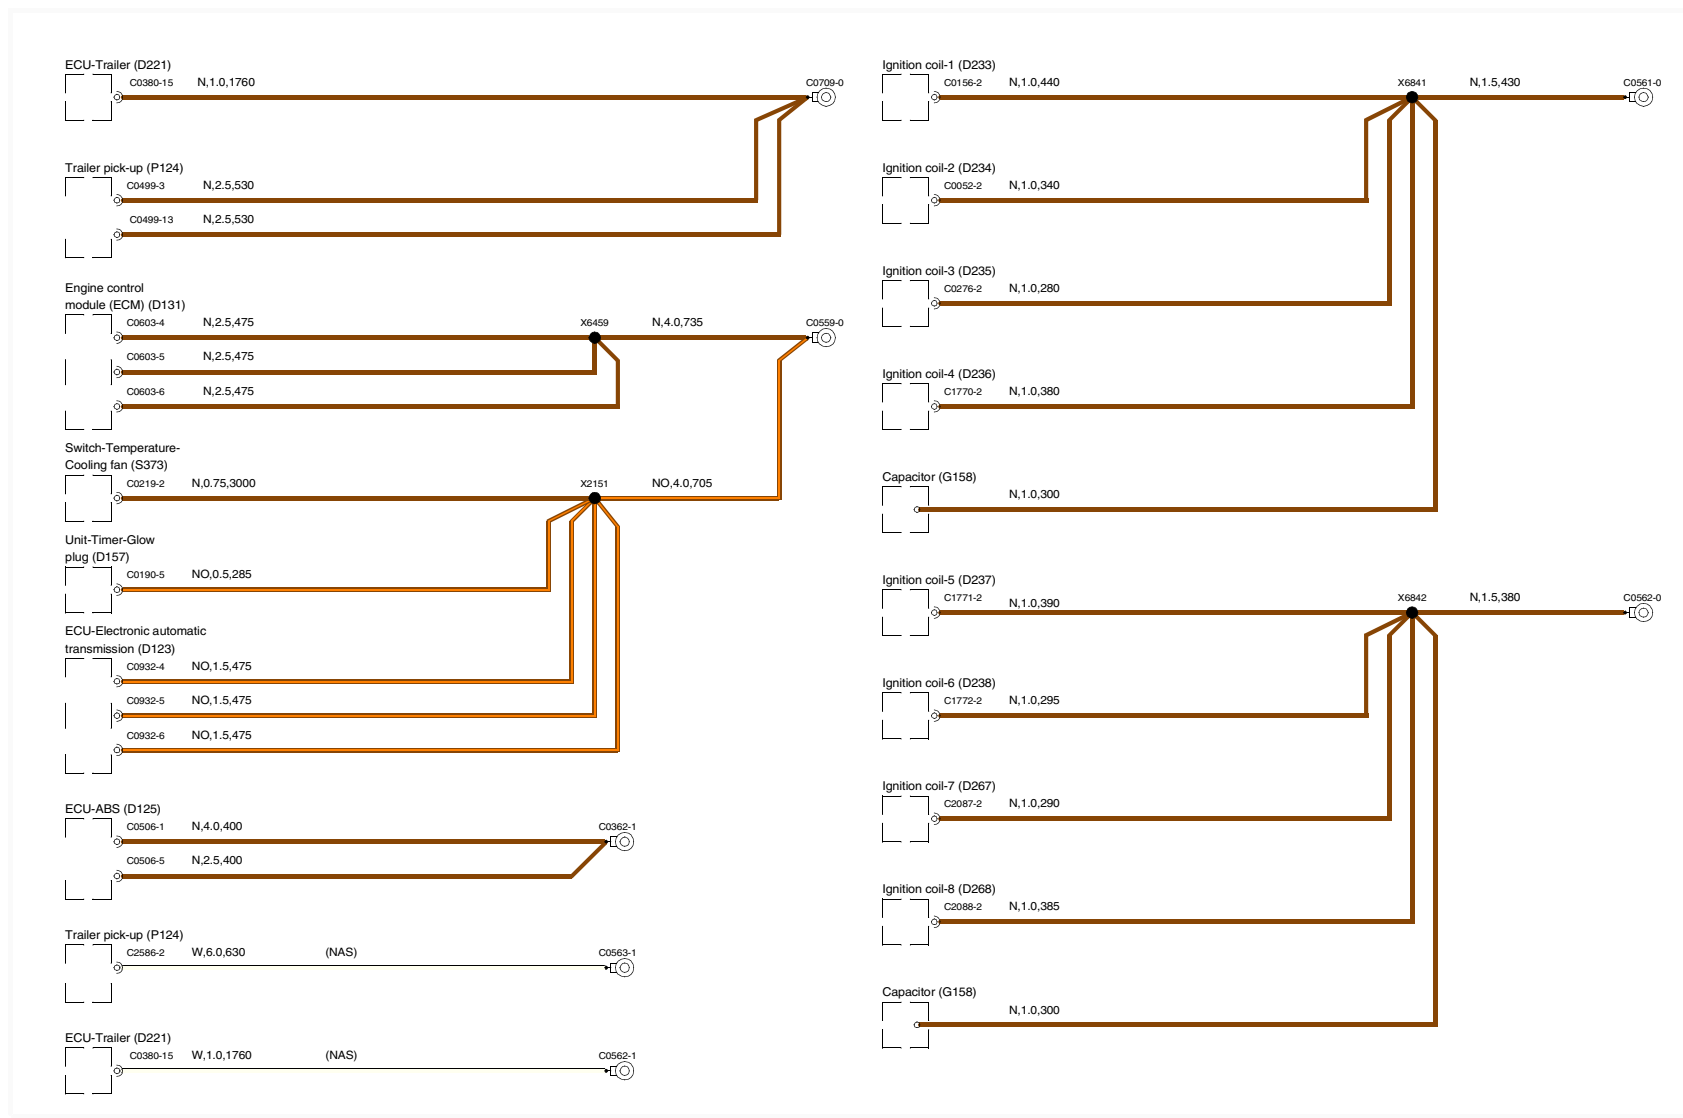 ECU-Trailer (D221)
C0380-15 N,1.0,1760 C0709-0
Trailer pick-up (P124)
C0499-3 N,2.5,530
C0499-13 N,2.5,530
Engine control
module (ECM) (D131)
C0603-4 N,2.5,475 X6459 N,4.0,735 C0559-0
C0603-5 N,2.5,475
C0603-6 N,2.5,475
Switch-Temperature-
Cooling fan (S373)
C0219-2 N,0.75,3000 X2151 NO,4.0,705
Unit-Timer-Glow
plug (D157)
C0190-5 NO,0.5,285
ECU-Electronic automatic
transmission (D123)
C0932-4 NO,1.5,475
C0932-5 NO,1.5,475
C0932-6 NO,1.5,475
ECU-ABS (D125)
C0506-1 N,4.0,400 C0362-1
C0506-5 N,2.5,400
Trailer pick-up (P124)
C2586-2 W,6.0,630 (NAS) C0563-1
ECU-Trailer (D221)
C0380-15 W,1.0,1760 (NAS) C0562-1
Ignition coil-1 (D233)
C0156-2 N,1.0,440 X6841 N,1.5,430 C0561-0
Ignition coil-2 (D234)
C0052-2 N,1.0,340
Ignition coil-3 (D235)
C0276-2 N,1.0,280
Ignition coil-4 (D236)
C1770-2 N,1.0,380
Capacitor (G158)
N,1.0,300
Ignition coil-5 (D237)
C1771-2 N,1.0,390 X6842 N,1.5,380 C0562-0
Ignition coil-6 (D238)
C1772-2 N,1.0,295
Ignition coil-7 (D267)
C2087-2 N,1.0,290
Ignition coil-8 (D268)
C2088-2 N,1.0,385
Capacitor (G158)
N,1.0,300